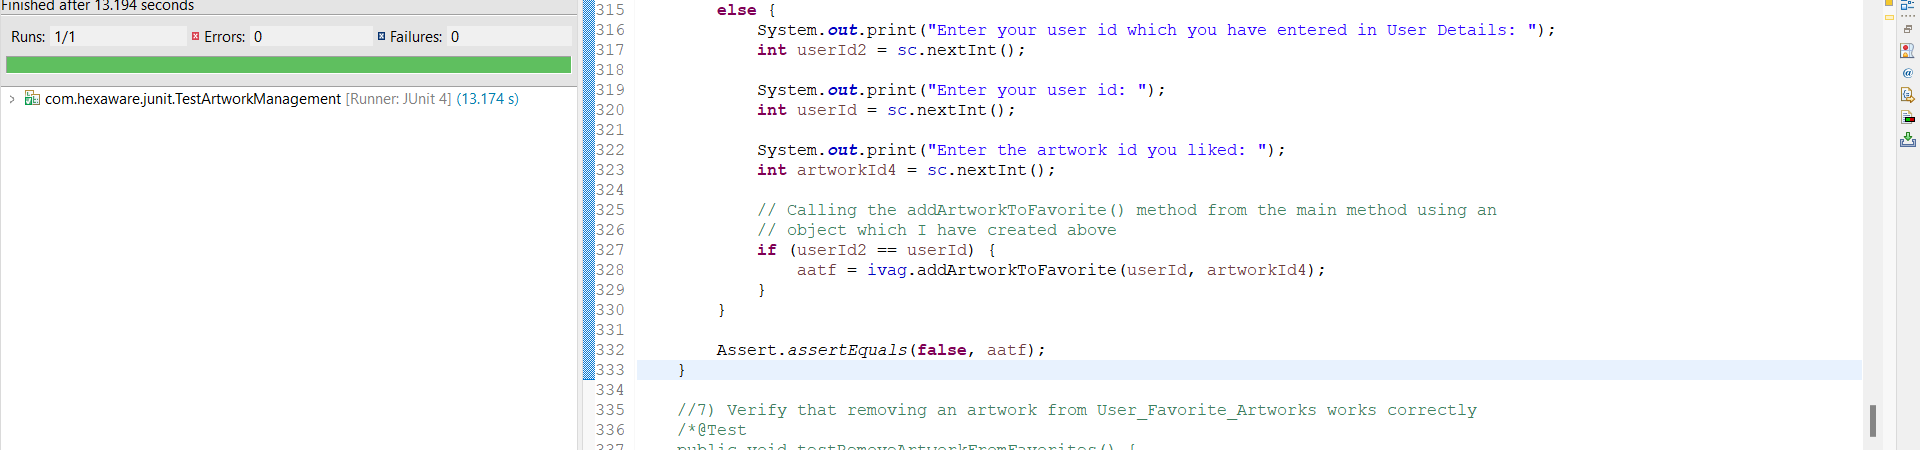 Finished after 13.194 seconds
Runs: 1/1 Errors: 0 Failures: 0
com.hexaware.junit.TestArtworkManagement [Runner: JUnit 4] (13.174 s)
315 else {
316 System.out.print("Enter your user id which you have entered in User Details: ");
317 int userId2 = sc.nextInt();
318
319 System.out.print("Enter your user id: ");
320 int userId = sc.nextInt();
321
322 System.out.print("Enter the artwork id you liked: ");
323 int artworkId4 = sc.nextInt();
324
325 // Calling the addArtworkToFavorite() method from the main method using an
326 // object which I have created above
327 if (userId2 == userId) {
328 aatf = ivag.addArtworkToFavorite(userId, artworkId4);
329 }
330 }
331
332 Assert.assertEquals(false, aatf);
333 }
334
335 //7) Verify that removing an artwork from User_Favorite_Artworks works correctly
336 /*@Test
337 public void testRemoveArtworkFromFavorites() {